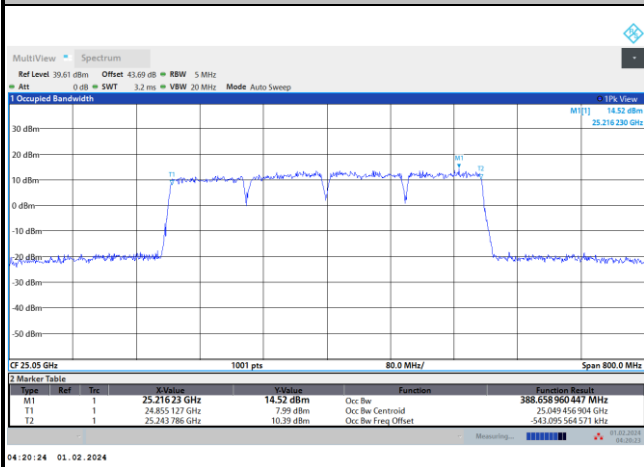 MultiView Spectrum
Ref Level 39.61 dBm Offset 43.69 dB RBW 5 MHz
Att 0 dB SWT 3.2 ms VBW 20 MHz Mode Auto Sweep
1 Occupied Bandwidth 1Pk View
M1[1] 14.52 dBm
25.216 230 GHz
30 dBm
20 dBm
M1
T1 T2
10 dBm
0 dBm
-10 dBm
-20 dBm
-30 dBm
-40 dBm
-50 dBm
CF 25.05 GHz 1001 pts 80.0 MHz/ Span 800.0 MHz
2 Marker Table
Type Ref Trc X-Value Y-Value Function Function Result
M1 1 25.216 23 GHz 14.52 dBm Occ Bw 388.658 960 447 MHz
T1 1 24.855 127 GHz 7.99 dBm Occ Bw Centroid 25.049 456 904 GHz
T2 1 25.243 786 GHz 10.39 dBm Occ Bw Freq Offset -543.095 564 571 kHz
Measuring... 01.02.2024
04:20:23
04:20:24 01.02.2024